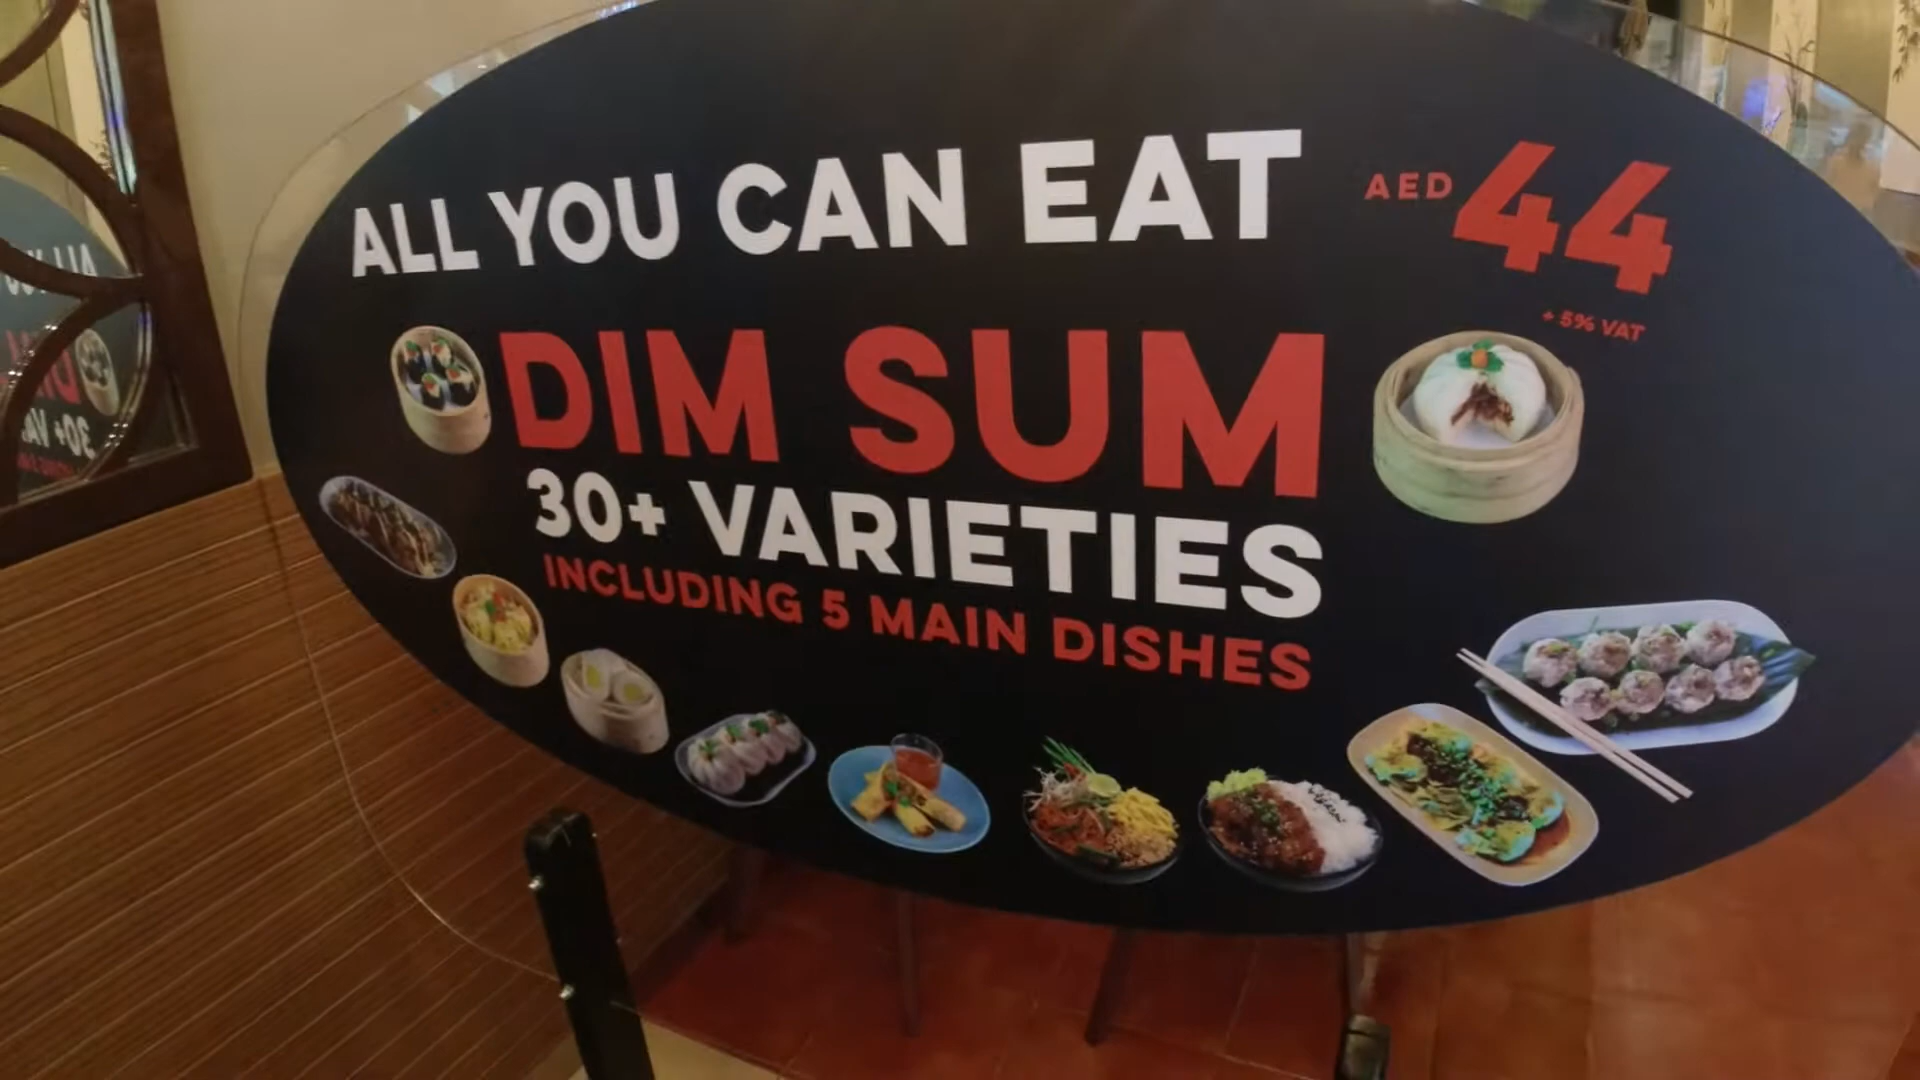 ALL YOU CAN EAT
AED 44
+ 5% VAT
DIM SUM
30+ VARIETIES
INCLUDING 5 MAIN DISHES